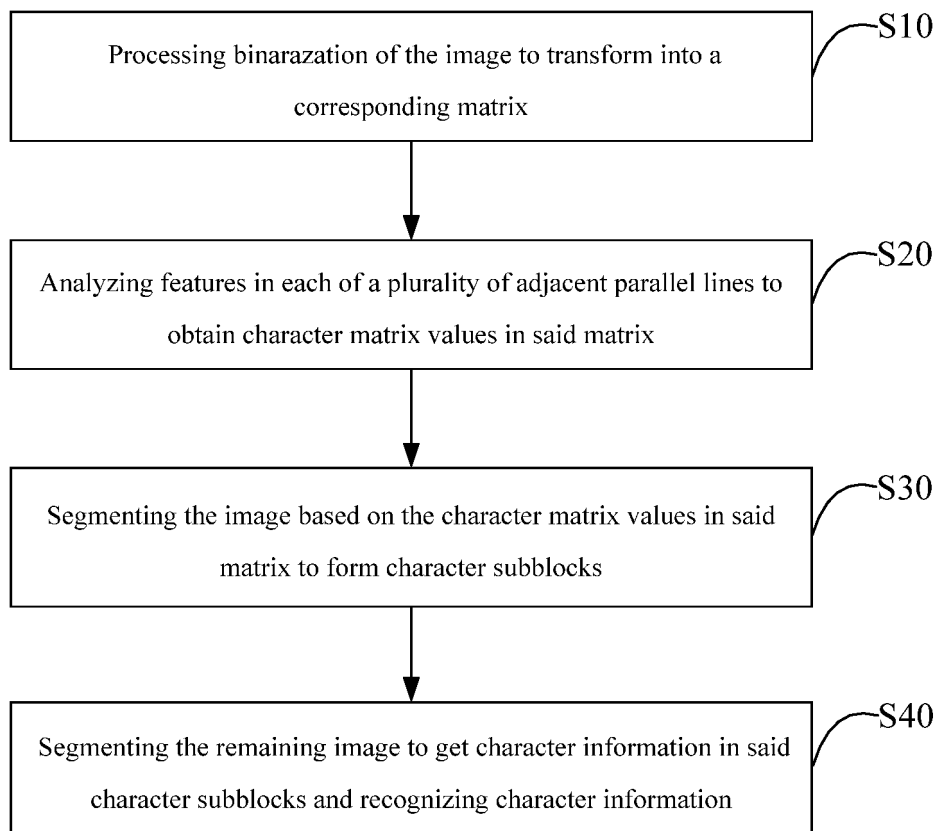 Processing binarazation of the image to transform into a
corresponding matrix
S10
Analyzing features in each of a plurality of adjacent parallel lines to
obtain character matrix values in said matrix
S20
Segmenting the image based on the character matrix values in said
matrix to form character subblocks
S30
Segmenting the remaining image to get character information in said
character subblocks and recognizing character information
S40